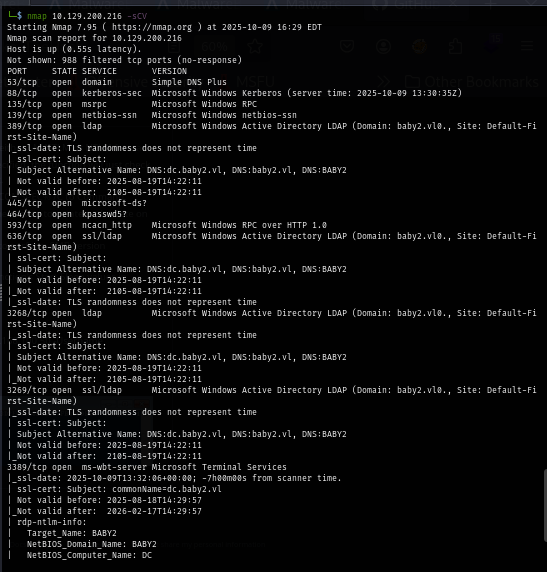 └─$ nmap 10.129.200.216 -sCV
Starting Nmap 7.95 ( https://nmap.org ) at 2025-10-09 16:29 EDT
Nmap scan report for 10.129.200.216
Host is up (0.55s latency).
Not shown: 988 filtered tcp ports (no-response)
PORT     STATE SERVICE       VERSION
53/tcp   open  domain        Simple DNS Plus
88/tcp   open  kerberos-sec  Microsoft Windows Kerberos (server time: 2025-10-09 13:30:35Z)
135/tcp  open  msrpc         Microsoft Windows RPC
139/tcp  open  netbios-ssn   Microsoft Windows netbios-ssn
389/tcp  open  ldap          Microsoft Windows Active Directory LDAP (Domain: baby2.vl, Site: Default-Fi
rst-Site-Name)
|_ssl-date: TLS randomness does not represent time
| ssl-cert: Subject:
| Subject Alternative Name: DNS:dc.baby2.vl, DNS:baby2.vl, DNS:BABY2
| Not valid before: 2025-08-19T14:22:11
|_Not valid after:  2105-08-19T14:22:11
445/tcp  open  microsoft-ds?
464/tcp  open  kpasswd5?
593/tcp  open  ncacn_http    Microsoft Windows RPC over HTTP 1.0
636/tcp  open  ssl/ldap      Microsoft Windows Active Directory LDAP (Domain: baby2.vl0., Site: Default-Fi
rst-Site-Name)
| ssl-cert: Subject:
| Subject Alternative Name: DNS:dc.baby2.vl, DNS:baby2.vl, DNS:BABY2
| Not valid before: 2025-08-19T14:22:11
|_Not valid after:  2105-08-19T14:22:11
|_ssl-date: TLS randomness does not represent time
3268/tcp open  ldap          Microsoft Windows Active Directory LDAP (Domain: baby2.vl0., Site: Default-Fi
rst-Site-Name)
|_ssl-date: TLS randomness does not represent time
| ssl-cert: Subject:
| Subject Alternative Name: DNS:dc.baby2.vl, DNS:baby2.vl, DNS:BABY2
| Not valid before: 2025-08-19T14:22:11
|_Not valid after:  2105-08-19T14:22:11
3269/tcp open  ssl/ldap      Microsoft Windows Active Directory LDAP (Domain: baby2.vl0., Site: Default-Fi
rst-Site-Name)
|_ssl-date: TLS randomness does not represent time
| ssl-cert: Subject:
| Subject Alternative Name: DNS:dc.baby2.vl, DNS:baby2.vl, DNS:BABY2
| Not valid before: 2025-08-19T14:22:11
|_Not valid after:  2105-08-19T14:22:11
3389/tcp open  ms-wbt-server Microsoft Terminal Services
|_ssl-date: 2025-10-09T13:32:06+00:00; -7h00m00s from scanner time.
| ssl-cert: Subject: commonName=dc.baby2.vl
| Not valid before: 2025-08-18T14:29:57
|_Not valid after:  2026-02-17T14:29:57
| rdp-ntlm-info:
|   Target_Name: BABY2
|   NetBIOS_Domain_Name: BABY2
|   NetBIOS_Computer_Name: DC